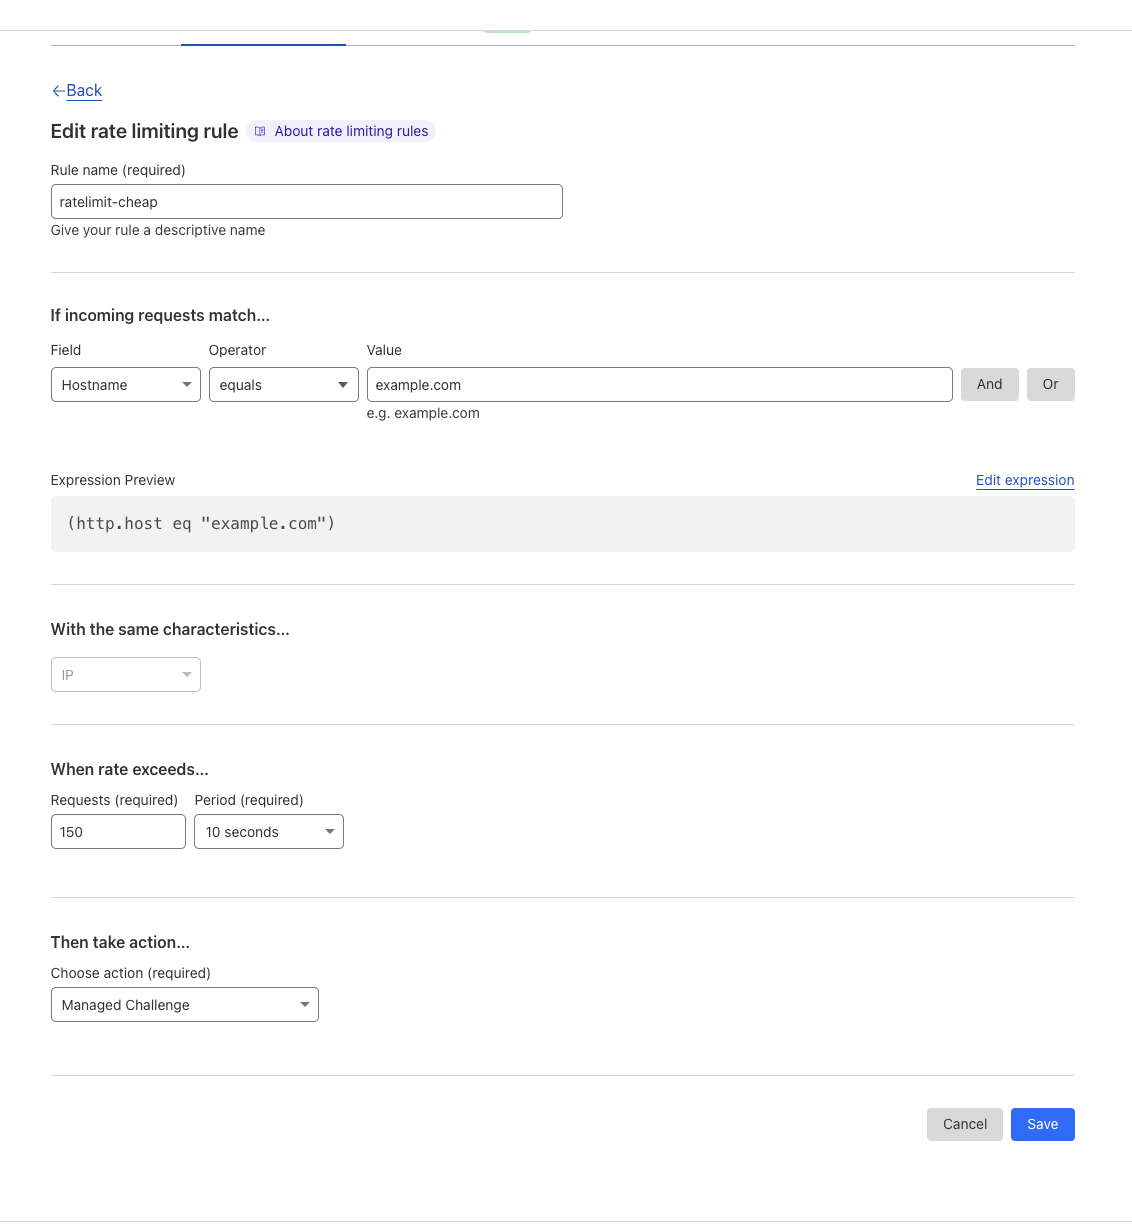 ←Back
Edit rate limiting rule About rate limiting rules
Rule name (required)
ratelimit-cheap
Give your rule a descriptive name
If incoming requests match...
Field Operator Value
Hostname equals example.com And Or
e.g. example.com
Expression Preview Edit expression
(http.host eq "example.com")
With the same characteristics...
IP
When rate exceeds...
Requests (required) Period (required)
150 10 seconds
Then take action...
Choose action (required)
Managed Challenge
Cancel Save